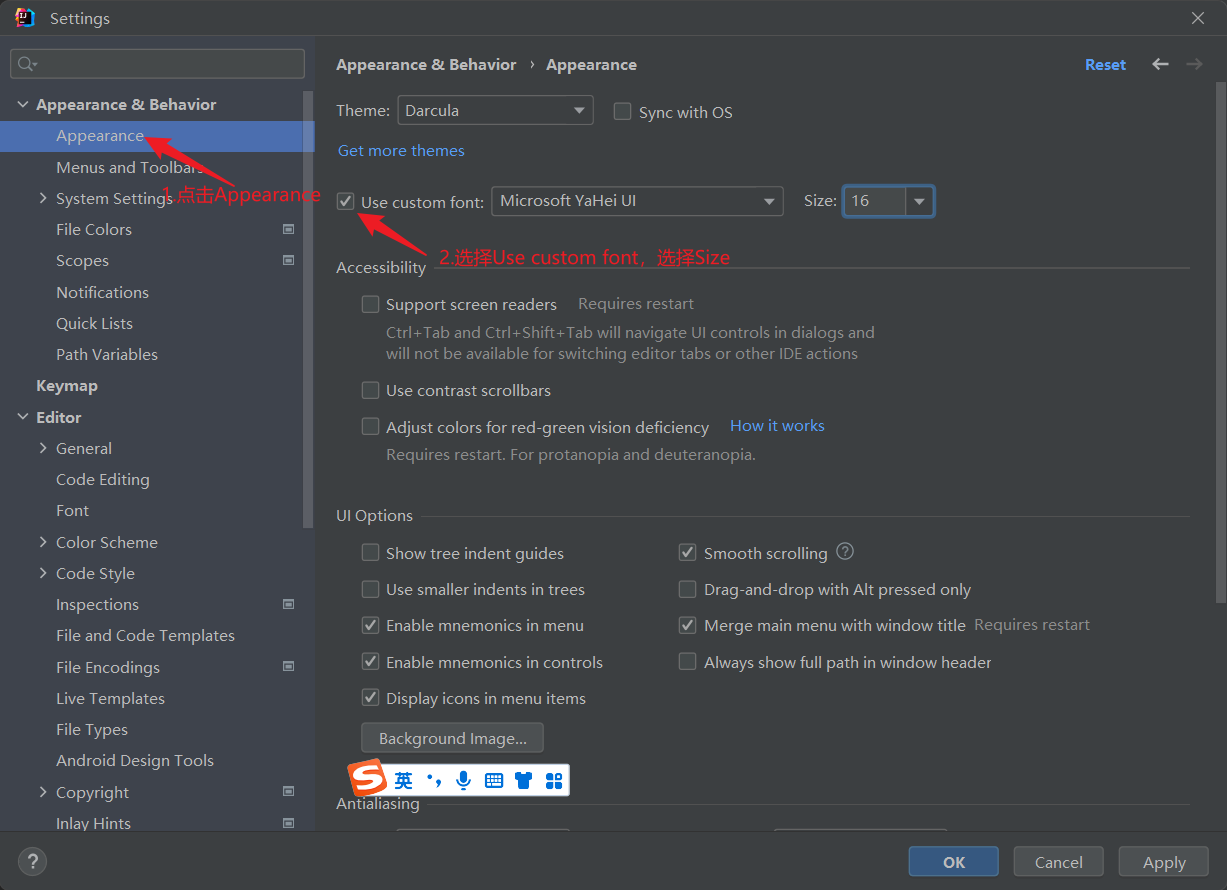 Settings
Appearance & Behavior › Appearance
Reset
Appearance & Behavior
Appearance
Menus and Toolbars
System Settings
File Colors
Scopes
Notifications
Quick Lists
Path Variables
Keymap
Editor
General
Code Editing
Font
Color Scheme
Code Style
Inspections
File and Code Templates
File Encodings
Live Templates
File Types
Android Design Tools
Copyright
Inlay Hints
1.点击Appearance
Theme: Darcula Sync with OS
Get more themes
Use custom font: Microsoft YaHei UI Size: 16
2.选择Use custom font，选择Size
Accessibility
Support screen readers Requires restart
Ctrl+Tab and Ctrl+Shift+Tab will navigate UI controls in dialogs and
will not be available for switching editor tabs or other IDE actions
Use contrast scrollbars
Adjust colors for red-green vision deficiency How it works
Requires restart. For protanopia and deuteranopia.
UI Options
Show tree indent guides Smooth scrolling ?
Use smaller indents in trees Drag-and-drop with Alt pressed only
Enable mnemonics in menu Merge main menu with window title Requires restart
Enable mnemonics in controls Always show full path in window header
Display icons in menu items
Background Image...
S 英 ·,
Antialiasing
? OK Cancel Apply